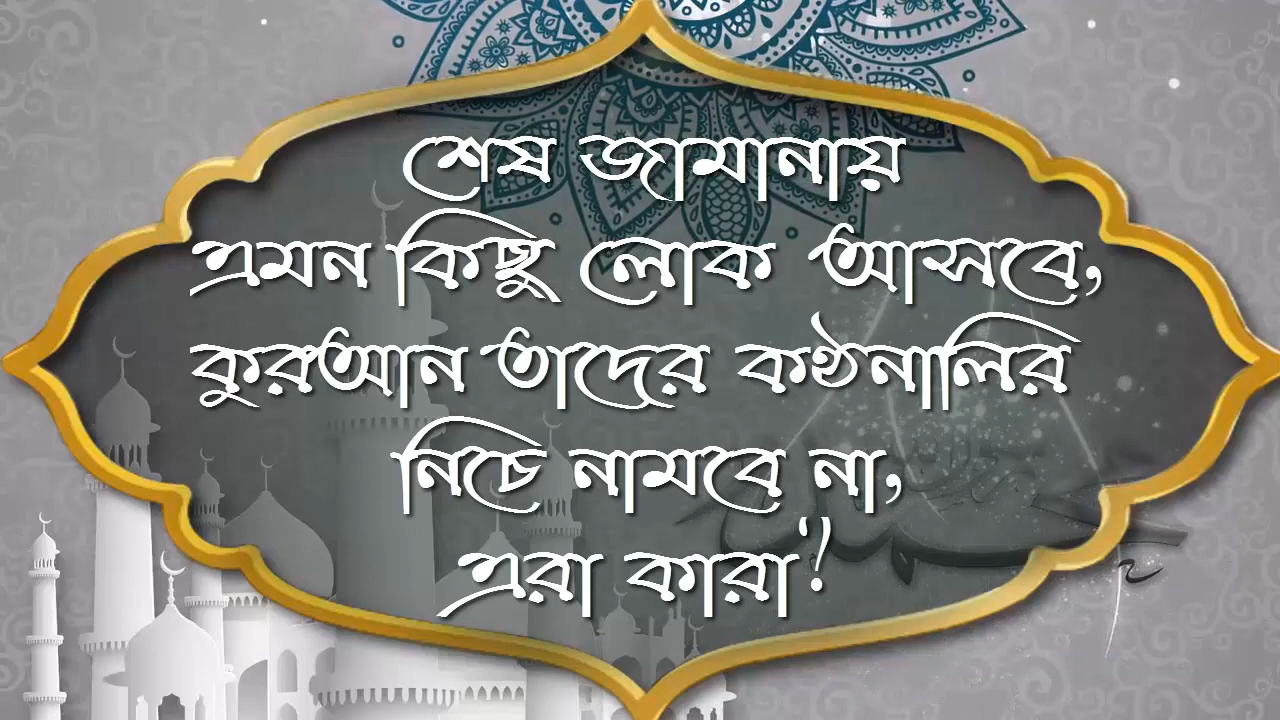 শেষ জামানায়
এমন কিছু লোক আসবে,
কুরআন তাদের কণ্ঠনালির
নিচে নামবে না,
এরা কারা?